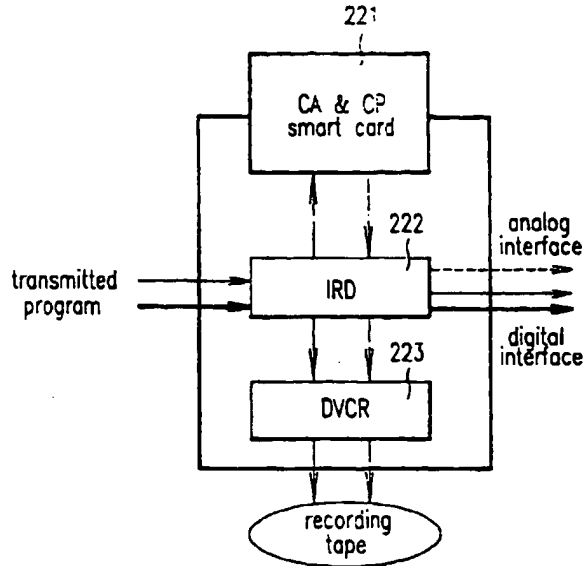 221
CA & CP
smart card
222
analog
interface
transmitted
program
IRD
digital
interface
223
DVCR
recording
tape